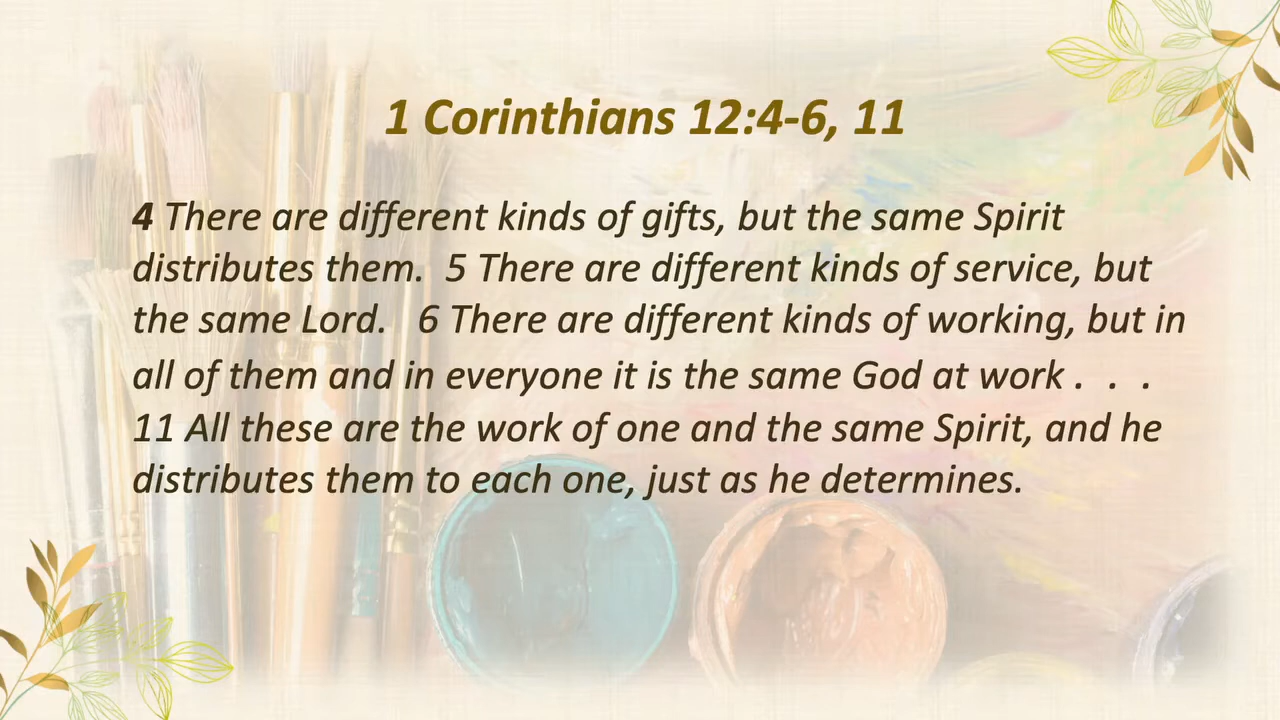 1 Corinthians 12:4-6, 11
4 There are different kinds of gifts, but the same Spirit
distributes them. 5 There are different kinds of service, but
the same Lord. 6 There are different kinds of working, but in
all of them and in everyone it is the same God at work . . .
11 All these are the work of one and the same Spirit, and he
distributes them to each one, just as he determines.